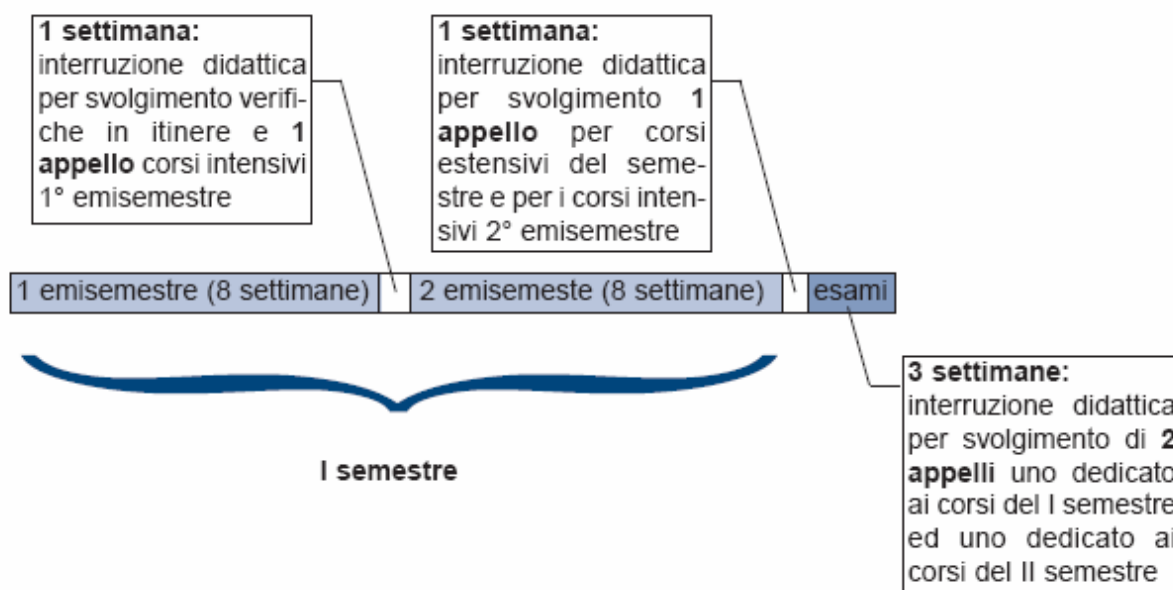 1 settimana:
interruzione didattica
per svolgimento verifi-
che in itinere e 1
appello corsi intensivi
1° emisemestre
1 settimana:
interruzione didattica
per svolgimento 1
appello per corsi
estensivi del seme-
stre e per i corsi inten-
sivi 2° emisemestre
1 emisemestre (8 settimane)
2 emisemeste (8 settimane)
esami
3 settimane:
interruzione didattica
per svolgimento di 2
appelli uno dedicato
ai corsi del I semestre
ed uno dedicato ai
corsi del II semestre
I semestre